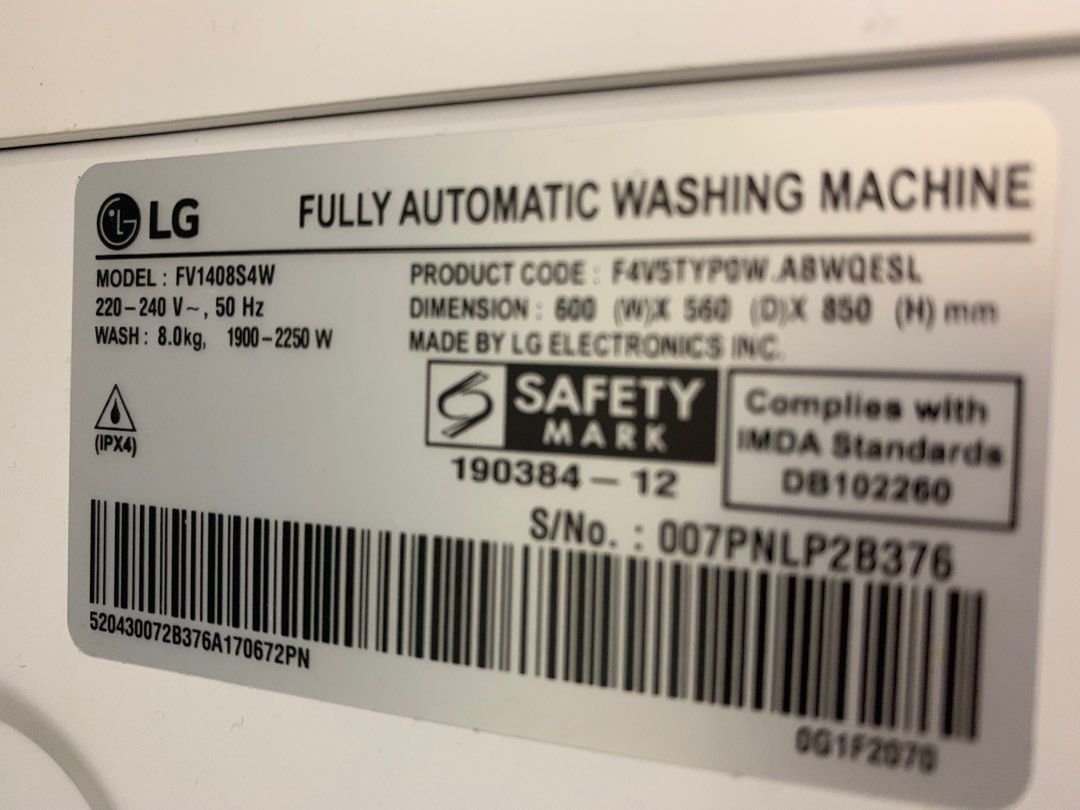 LG FULLY AUTOMATIC WASHING MACHINE
MODEL : FV1408S4W
220-240 V~, 50 Hz
WASH : 8.0kg, 1900-2250 W
(IPX4)
PRODUCT CODE : F4V5TYP0W.ABWQESL
DIMENSION : 600 (W)X 560 (D)X 850 (H) mm
MADE BY LG ELECTRONICS INC.
SAFETY
MARK
190384-12
Complies with
IMDA Standards
DB102260
S/No. : 007PNLP2B376
520430072B376A170672PN
0G1F2070